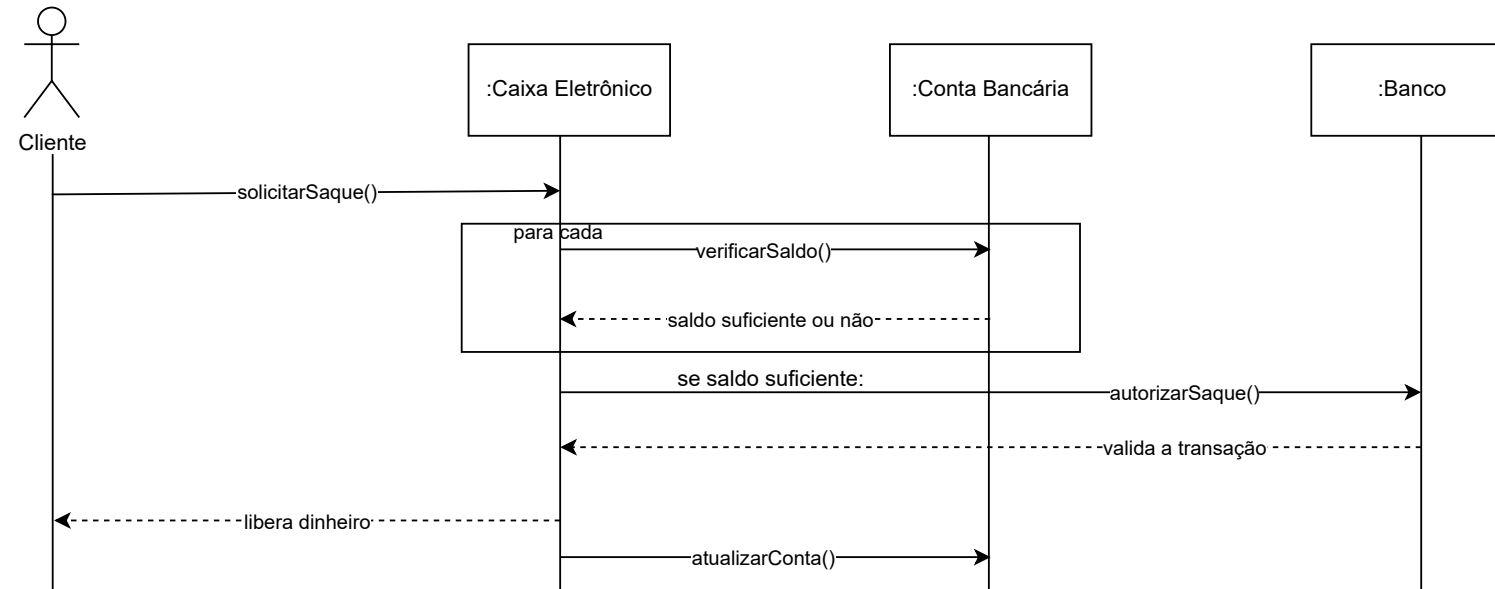 :Caixa Eletrônico
:Conta Bancária
:Banco
Cliente
solicitarSaque()
para cada
verificarSaldo()
saldo suficiente ou não
se saldo suficiente:
autorizarSaque()
valida a transação
libera dinheiro
atualizarConta()